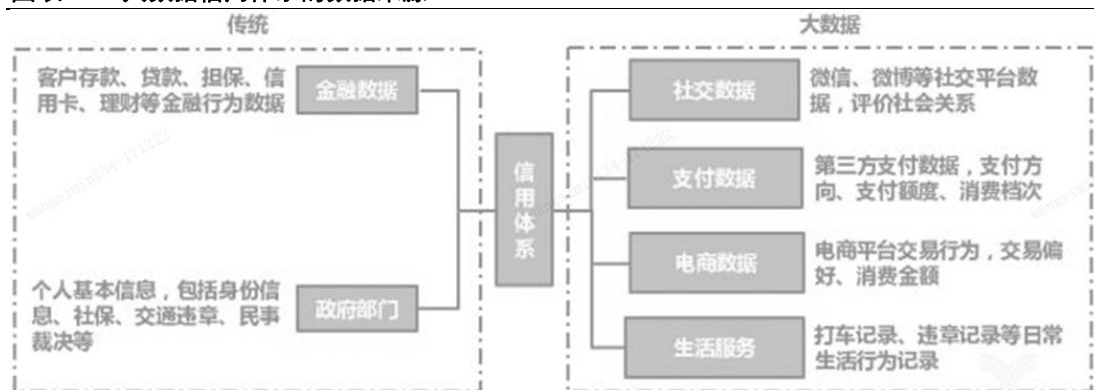 传统
大数据
客户存款、贷款、担保、信
用卡、理财等金融行为数据
金融数据
个人基本信息，包括身份信
息、社保、交通违章、民事
裁决等
政府部门
信
用
体
系
社交数据
微信、微博等社交平台数
据，评价社会关系
支付数据
第三方支付数据，支付方
向、支付额度、消费档次
电商数据
电商平台交易行为，交易偏
好、消费金额
生活服务
打车记录、违章记录等日常
生活行为记录